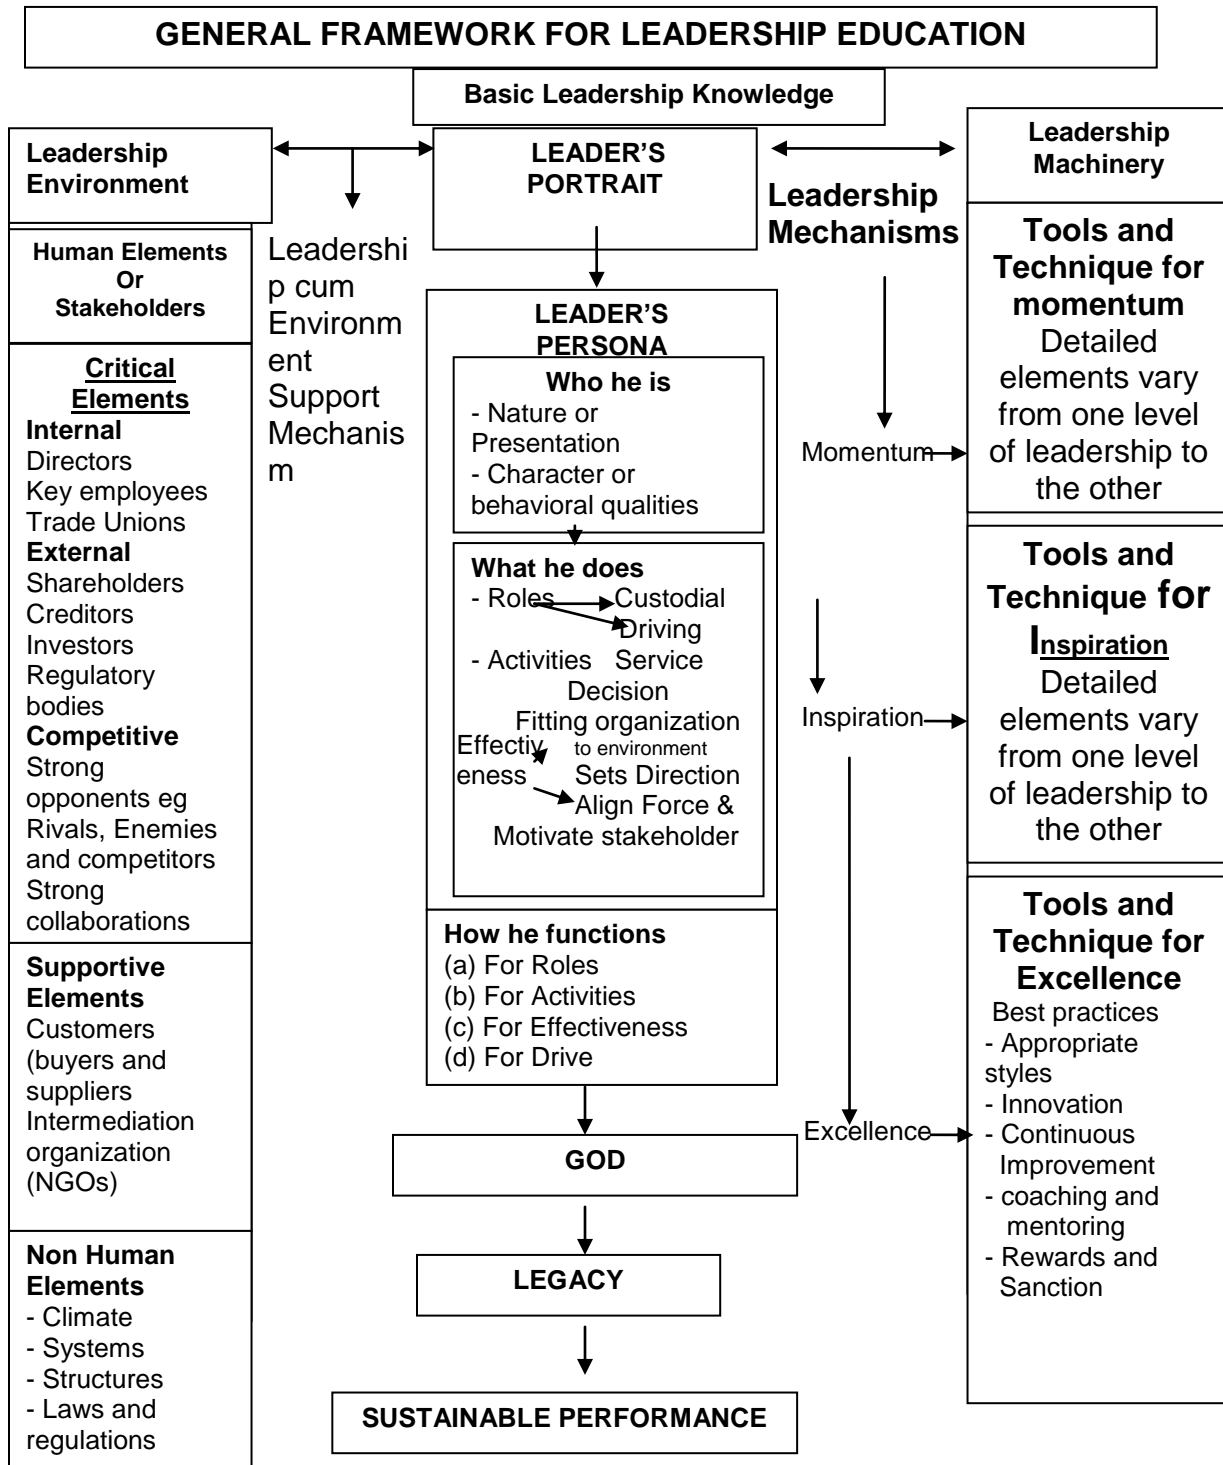 GENERAL FRAMEWORK FOR LEADERSHIP EDUCATION
Basic Leadership Knowledge
Leadership
Environment
Human Elements
Or
Stakeholders
Critical
Elements
Internal
Directors
Key employees
Trade Unions
External
Shareholders
Creditors
Investors
Regulatory
bodies
Competitive
Strong
opponents eg
Rivals, Enemies
and competitors
Strong
collaborations
Supportive
Elements
Customers
(buyers and
suppliers
Intermediation
organization
(NGOs)
Non Human
Elements
- Climate
- Systems
- Structures
- Laws and
regulations
Leadershi
p cum
Environm
ent
Support
Mechanis
m
LEADER’S
PORTRAIT
LEADER’S
PERSONA
Who he is
- Nature or
Presentation
- Character or
behavioral qualities
What he does
- Roles Custodial
Driving
- Activities Service
Decision
Fitting organization
Effectiv to environment
eness Sets Direction
Align Force &
Motivate stakeholder
How he functions
(a) For Roles
(b) For Activities
(c) For Effectiveness
(d) For Drive
GOD
LEGACY
SUSTAINABLE PERFORMANCE
Leadership
Mechanisms
Momentum
Inspiration
Excellence
Leadership
Machinery
Tools and
Technique for
momentum
Detailed
elements vary
from one level
of leadership to
the other
Tools and
Technique for
Inspiration
Detailed
elements vary
from one level
of leadership to
the other
Tools and
Technique for
Excellence
Best practices
- Appropriate
styles
- Innovation
- Continuous
Improvement
- coaching and
mentoring
- Rewards and
Sanction